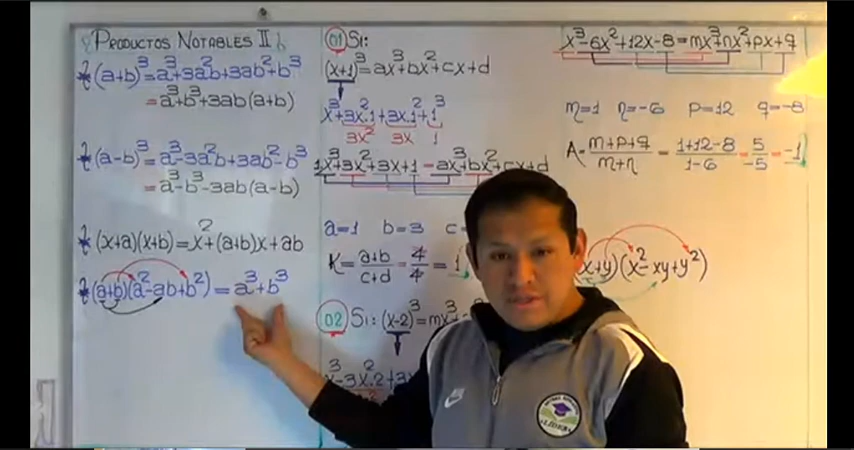 PRODUCTOS NOTABLES II
* (a+b)³=a³+3a²b+3ab²+b³
=a³+b³+3ab(a+b)
* (a-b)³=a³-3a²b+3ab²-b³
=a³-b³-3ab(a-b)
* (x+a)(x+b)=x²+(a+b)x+ab
* (a+b)(a²-ab+b²)=a³+b³
01 Si:
(x+1)³=ax³+bx²+cx+d
x³+3x².1+3x.1²+1³
3x² 3x 1
1x³+3x²+3x+1=ax³+bx²+cx+d
a=1 b=3 c=
K=(a+b)/(c+d)=4/4=1
02 Si: (x-2)³=mx³+
x³-3x².2+3x
x³-6x²+12x-8=mx³+nx²+px+q
m=1 n=-6 p=12 q=-8
A=(m+p+q)/(m+n)=(1+12-8)/(1-6)=5/-5=-1
(x+y)(x²-xy+y²)